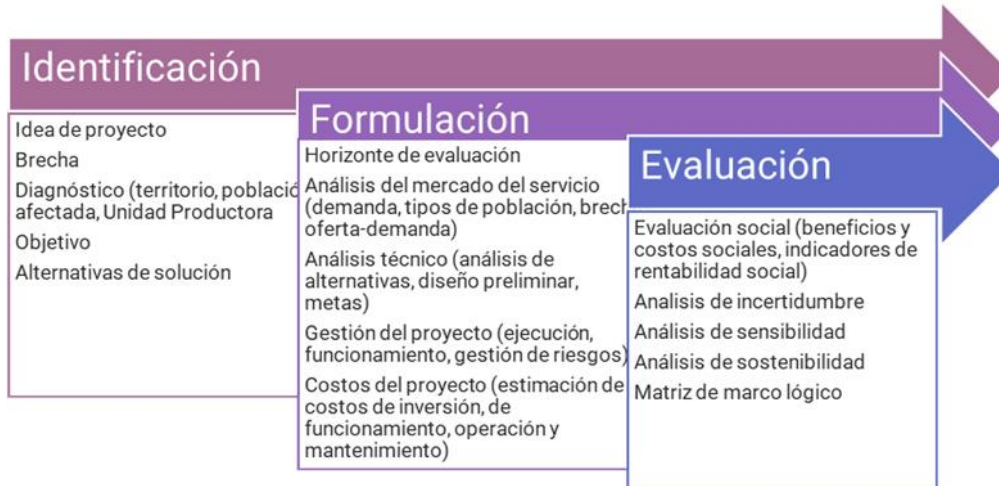 Identificación
Idea de proyecto
Brecha
Diagnóstico (territorio, població
afectada, Unidad Productora
Objetivo
Alternativas de solución
Formulación
Horizonte de evaluación
Análisis del mercado del servicio
(demanda, tipos de población, brech
oferta-demanda)
Análisis técnico (análisis de
alternativas, diseño preliminar,
metas)
Gestión del proyecto (ejecución,
funcionamiento, gestión de riesgos)
Costos del proyecto (estimación de
costos de inversión, de
funcionamiento, operación y
mantenimiento)
Evaluación
Evaluación social (beneficios y
costos sociales, indicadores de
rentabilidad social)
Analisis de incertidumbre
Análisis de sensibilidad
Análisis de sostenibilidad
Matriz de marco lógico